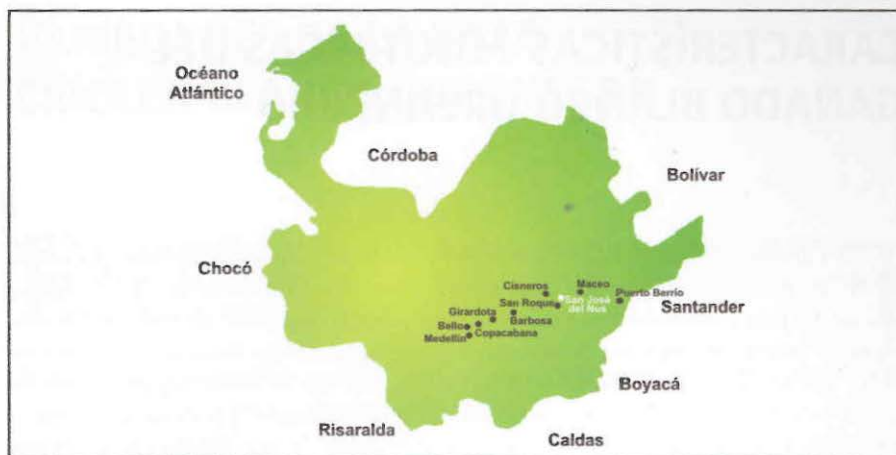 Océano
Atlántico
Córdoba
Bolívar
Chocó
Cisneros
Maceo
San Roque
San José
del Nus
Puerto Berrío
Santander
Girardota
Barbosa
Bello
Copacabana
Medellín
Boyacá
Risaralda
Caldas